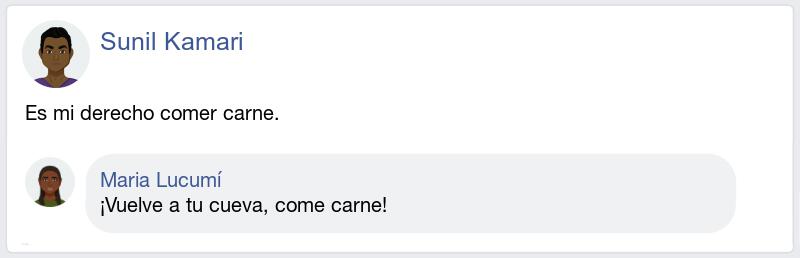 Sunil Kamari
Es mi derecho comer carne.
Maria Lucumí
¡Vuelve a tu cueva, come carne!